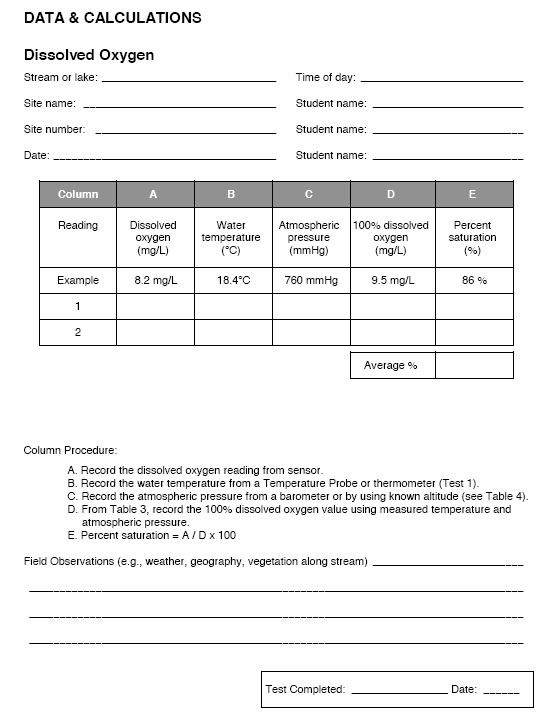 DATA & CALCULATIONS
Dissolved Oxygen
Stream or lake: Time of day:
Site name: Student name:
Site number: Student name:
Date: Student name:
Column A B C D E
Reading Dissolved oxygen (mg/L) Water temperature (°C) Atmospheric pressure (mmHg) 100% dissolved oxygen (mg/L) Percent saturation (%)
Example 8.2 mg/L 18.4°C 760 mmHg 9.5 mg/L 86 %
1
2
Average %
Column Procedure:
A. Record the dissolved oxygen reading from sensor.
B. Record the water temperature from a Temperature Probe or thermometer (Test 1).
C. Record the atmospheric pressure from a barometer or by using known altitude (see Table 4).
D. From Table 3, record the 100% dissolved oxygen value using measured temperature and
atmospheric pressure.
E. Percent saturation = A / D x 100
Field Observations (e.g., weather, geography, vegetation along stream)
Test Completed: Date: